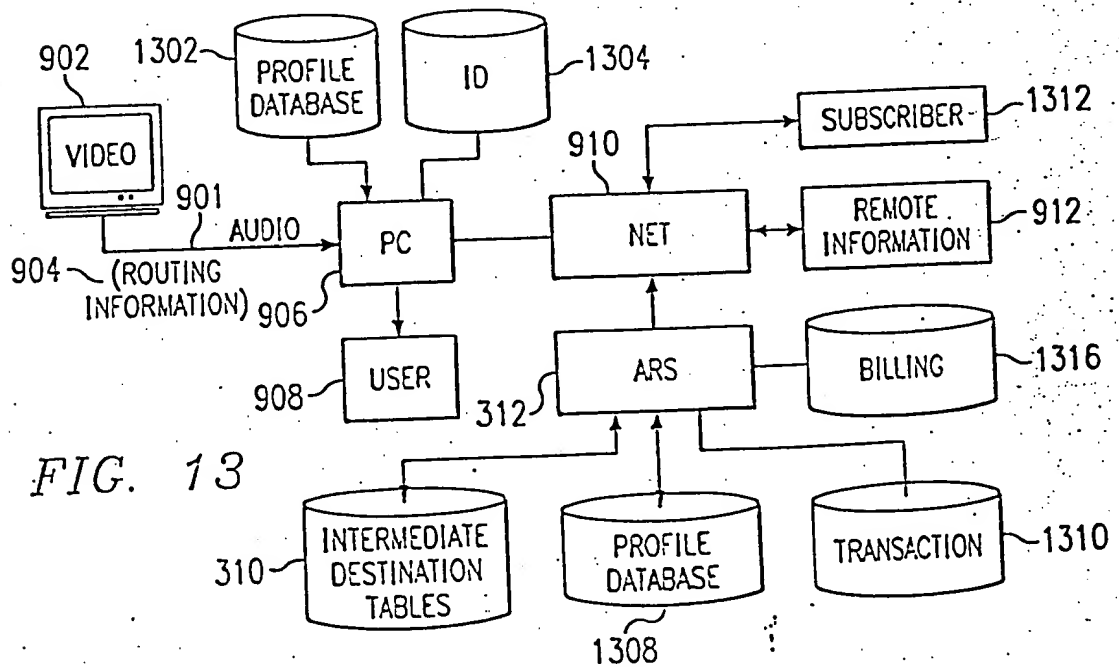 902
1302
PROFILE
DATABASE
ID
1304
VIDEO
901
AUDIO
904
(ROUTING
INFORMATION)
PC
906
USER
908
910
NET
SUBSCRIBER
1312
REMOTE
INFORMATION
912
ARS
312
BILLING
1316
FIG. 13
310
INTERMEDIATE
DESTINATION
TABLES
PROFILE
DATABASE
1308
TRANSACTION
1310